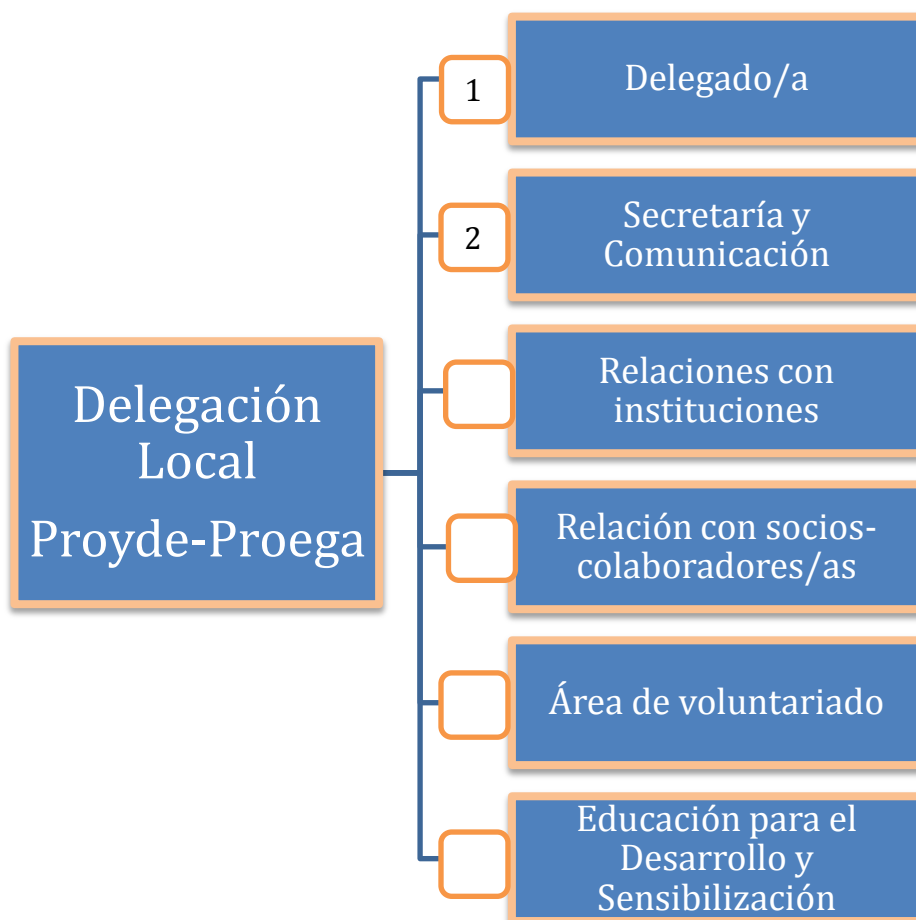 1
Delegado/a
2
Secretaría y
Comunicación
Relaciones con
instituciones
Delegación
Local
Proyde-Proega
Relación con socios-
colaboradores/as
Área de voluntariado
Educación para el
Desarrollo y
Sensibilización